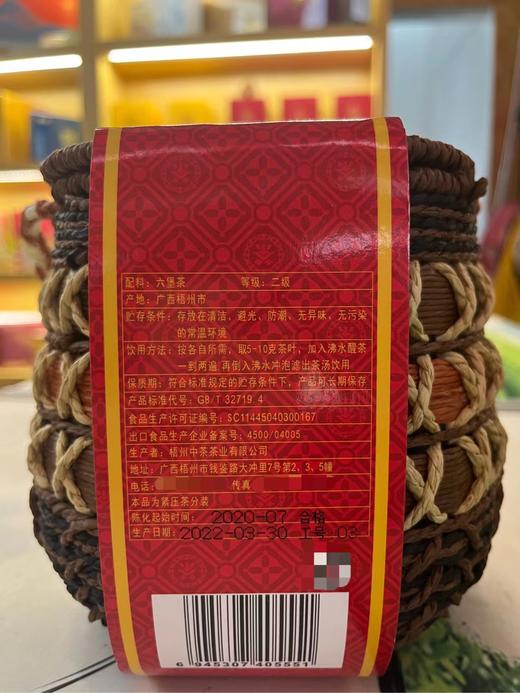 配料：六堡茶 等级：二级
产地：广西梧州市
贮存条件：存放在清洁、避光、防潮、无异味、无污染
的常温环境
饮用方法：按各自所需，取5-10克茶叶，加入沸水醒茶
一到两遍 再倒入沸水冲泡滤出茶汤饮用
保质期：符合标准规定的贮存条件下，产品可长期保存
产品标准代号：GB/T 32719.4
食品生产许可证编号：SC11445040300167
出口食品生产企业备案号：4500/04005
生产者：梧州中茶茶业有限公司
地址：广西梧州市钱鉴路大冲里7号第2，3，5幢
电话： 传真
本品为紧压茶分装
陈化起始时间： 2020-07 合格
生产日期：2022-03-30 工号 03
6 945307 405551